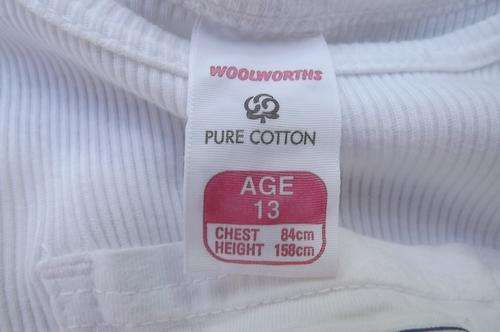 WOOLWORTHS
PURE COTTON
AGE
13
CHEST 84cm
HEIGHT 158cm